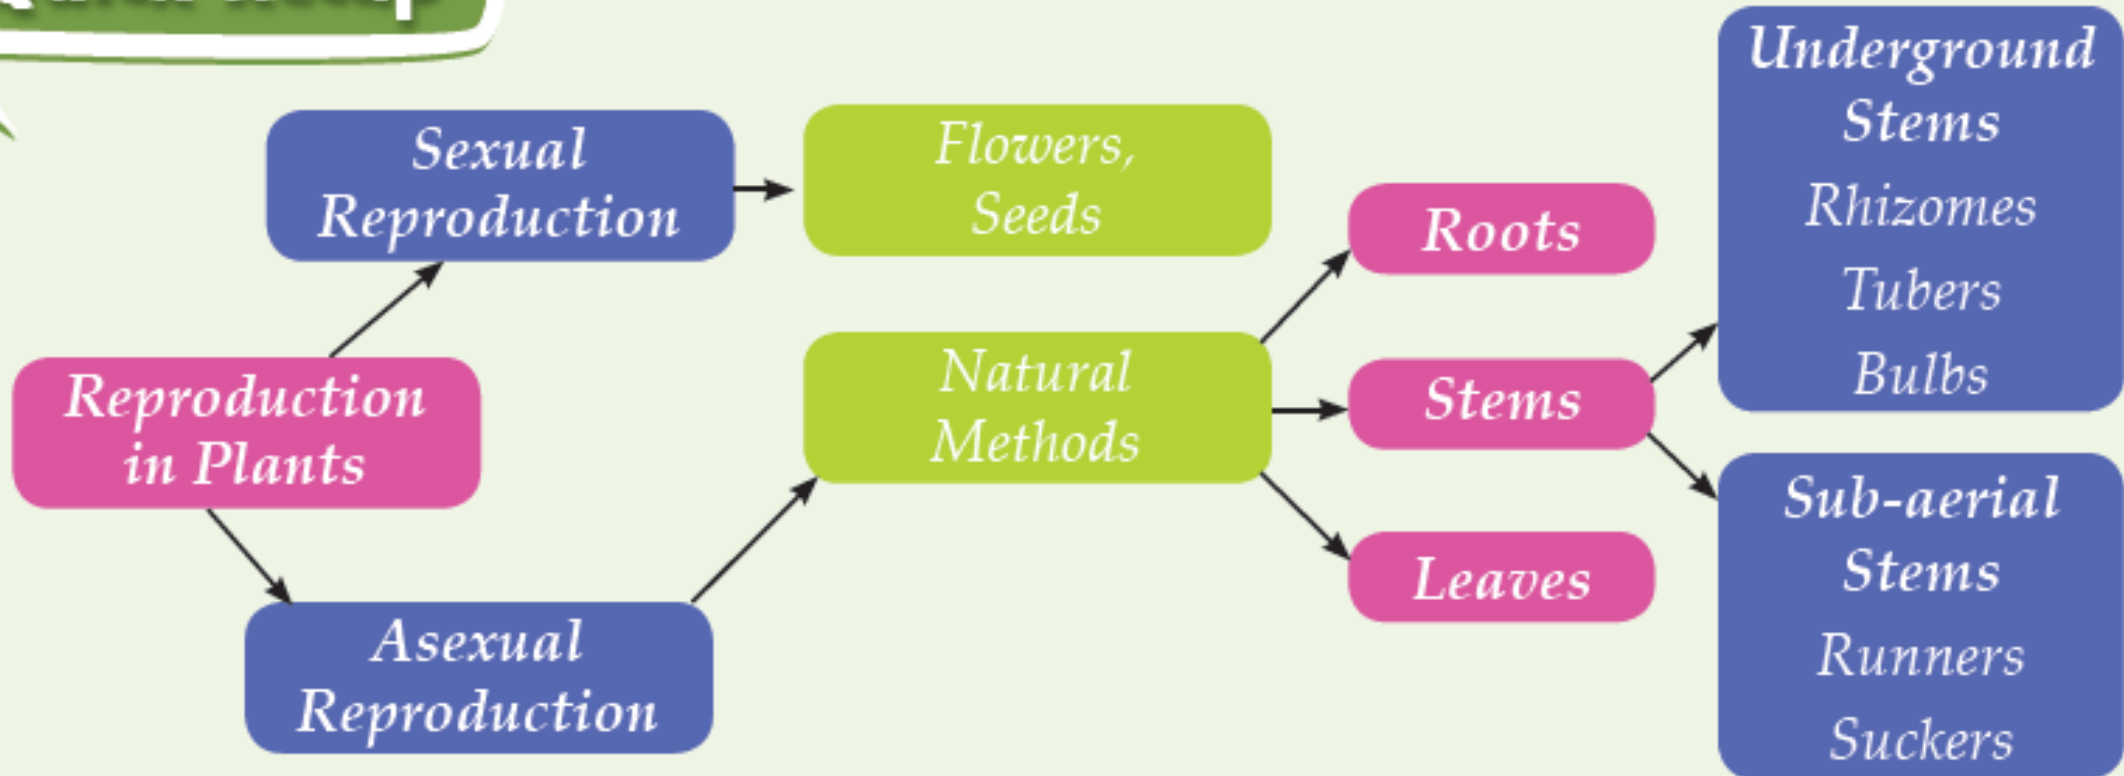 Sexual
Reproduction
Flowers,
Seeds
Reproduction
in Plants
Asexual
Reproduction
Natural
Methods
Roots
Stems
Leaves
Underground
Stems
Rhizomes
Tubers
Bulbs
Sub-aerial
Stems
Runners
Suckers